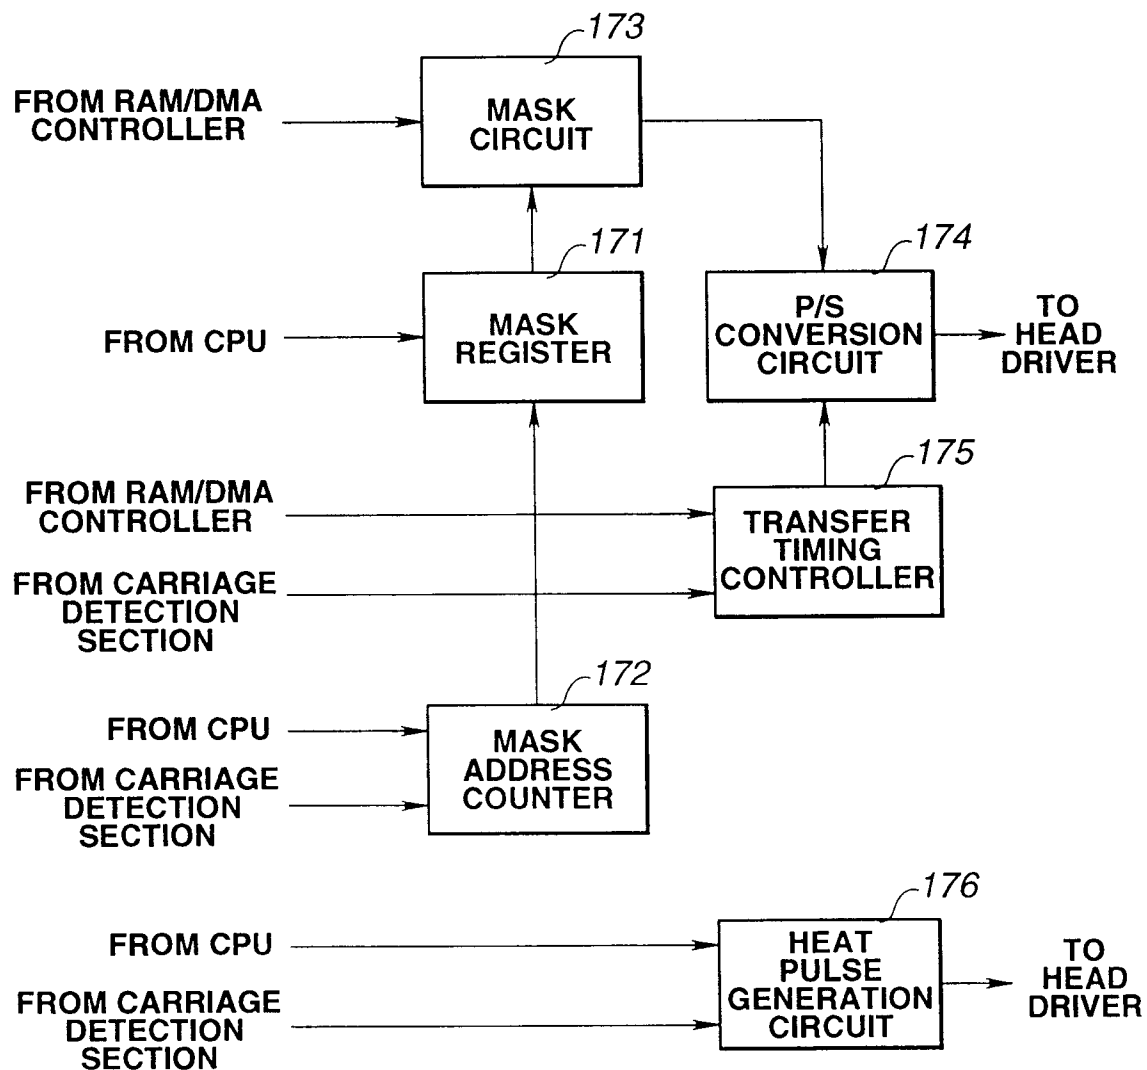 173
FROM RAM/DMA
CONTROLLER
MASK
CIRCUIT
171
174
FROM CPU
MASK
REGISTER
P/S
CONVERSION
CIRCUIT
TO
HEAD
DRIVER
175
FROM RAM/DMA
CONTROLLER
TRANSFER
TIMING
CONTROLLER
FROM CARRIAGE
DETECTION
SECTION
172
FROM CPU
MASK
ADDRESS
COUNTER
FROM CARRIAGE
DETECTION
SECTION
176
FROM CPU
HEAT
PULSE
GENERATION
CIRCUIT
TO
HEAD
DRIVER
FROM CARRIAGE
DETECTION
SECTION